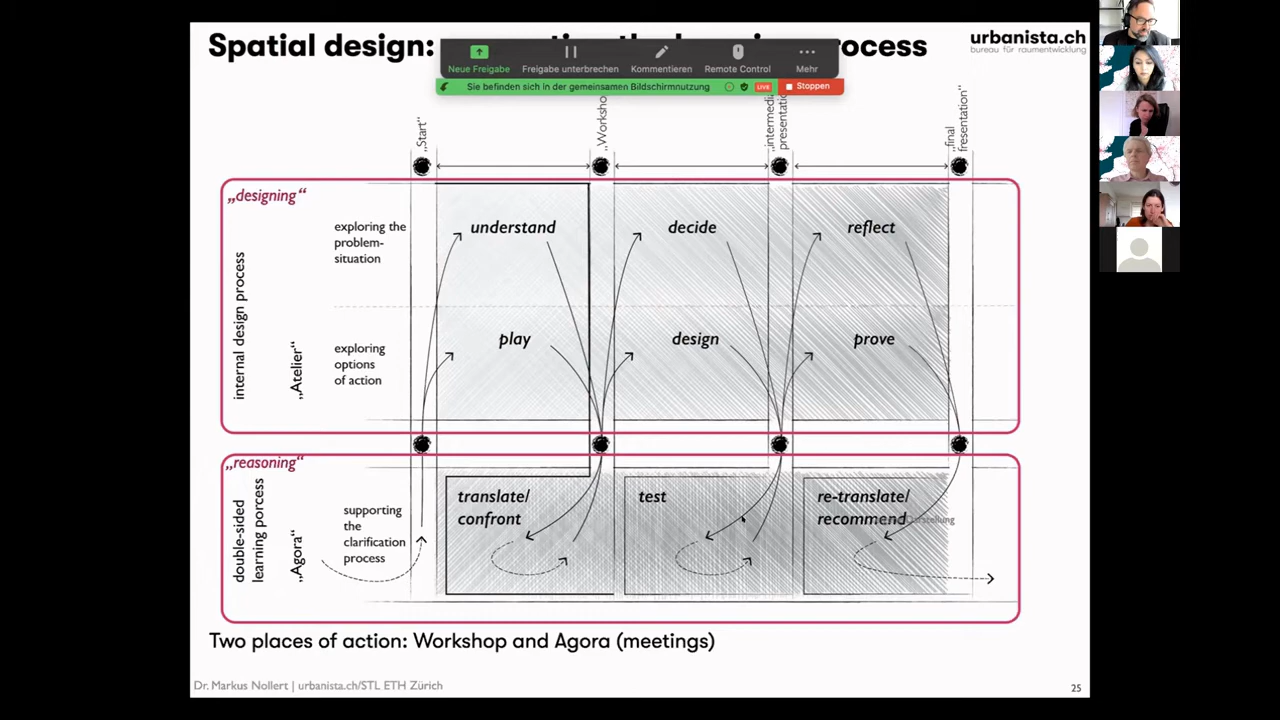 Spatial design:
process
urbanista.ch
bureau für raumentwicklung
Neue Freigabe
Freigabe unterbrechen
Kommentieren
Remote Control
Mehr
Sie befinden sich in der gemeinsamen Bildschirmnutzung
LIVE
Stoppen
„Start“
„final
presentation“
„designing“
internal design process
„Atelier“
exploring the
problem-
situation
exploring
options
of action
understand
decide
reflect
play
design
prove
„reasoning“
double-sided
learning porcess
„Agora“
supporting
the
clarification
process
translate/
confront
test
re-translate/
recommend
Two places of action: Workshop and Agora (meetings)
Dr. Markus Nollert | urbanista.ch/STL ETH Zürich
25